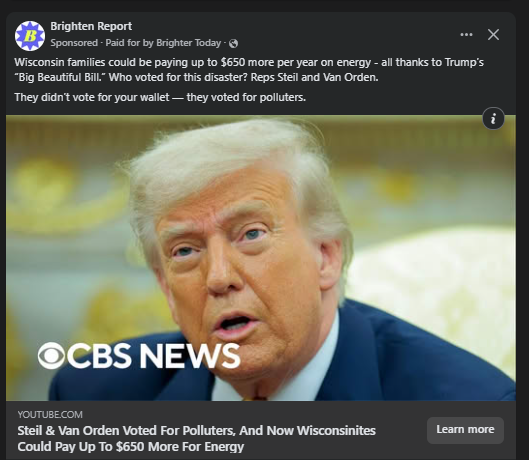 Brighten Report
Sponsored · Paid for by Brighter Today ·
Wisconsin families could be paying up to $650 more per year on energy - all thanks to Trump's
"Big Beautiful Bill." Who voted for this disaster? Reps Steil and Van Orden.
They didn't vote for your wallet — they voted for polluters.
CBS NEWS
YOUTUBE.COM
Steil & Van Orden Voted For Polluters, And Now Wisconsinites
Could Pay Up To $650 More For Energy
Learn more